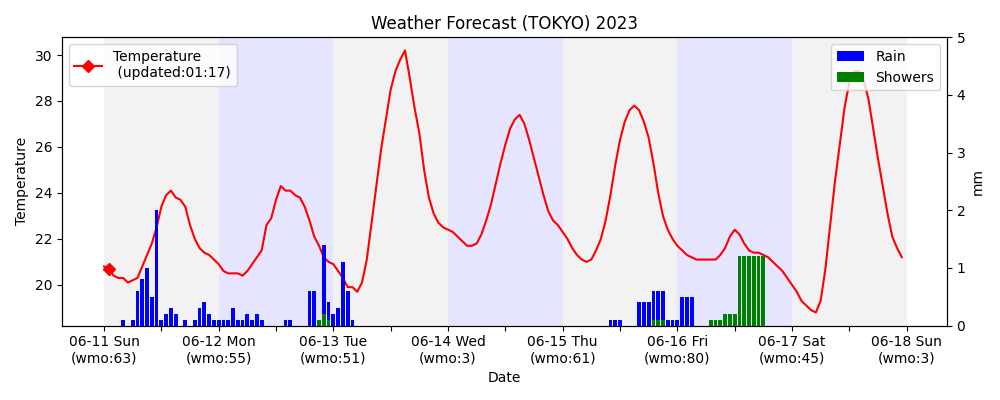 Weather Forecast (TOKYO) 2023
Temperature
(updated:01:17)
Rain
Showers
30
28
26
24
22
20
Temperature
5
4
3
2
1
0
mm
06-11 Sun
(wmo:63)
06-12 Mon
(wmo:55)
06-13 Tue
(wmo:51)
06-14 Wed
(wmo:3)
06-15 Thu
(wmo:61)
06-16 Fri
(wmo:80)
06-17 Sat
(wmo:45)
06-18 Sun
(wmo:3)
Date